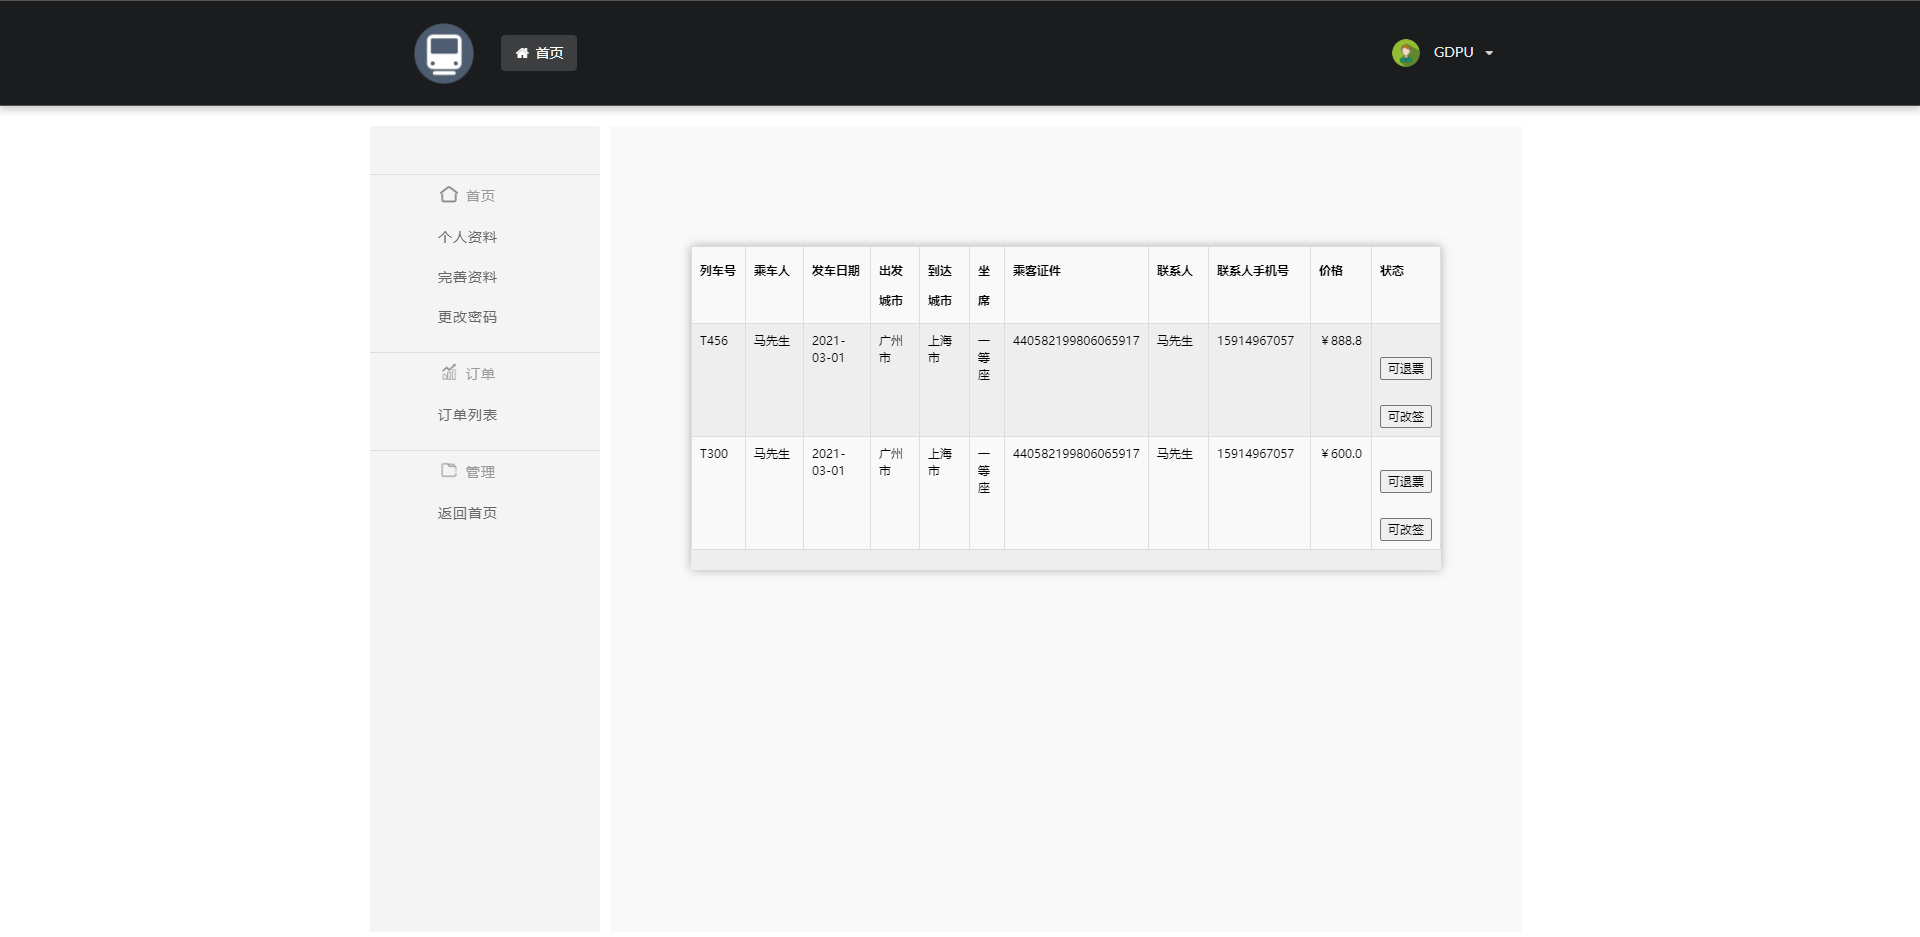 首页
GDPU
首页
个人资料
完善资料
更改密码
订单
订单列表
管理
返回首页
列车号 乘车人 发车日期 出发 到达 坐 乘客证件 联系人 联系人手机号 价格 状态
城市 城市 席
T456 马先生 2021- 广州 上海 一 440582199806065917 马先生 15914967057 ￥888.8
03-01 市 市 等
座
可退票
可改签
T300 马先生 2021- 广州 上海 一 440582199806065917 马先生 15914967057 ￥600.0
03-01 市 市 等
座
可退票
可改签